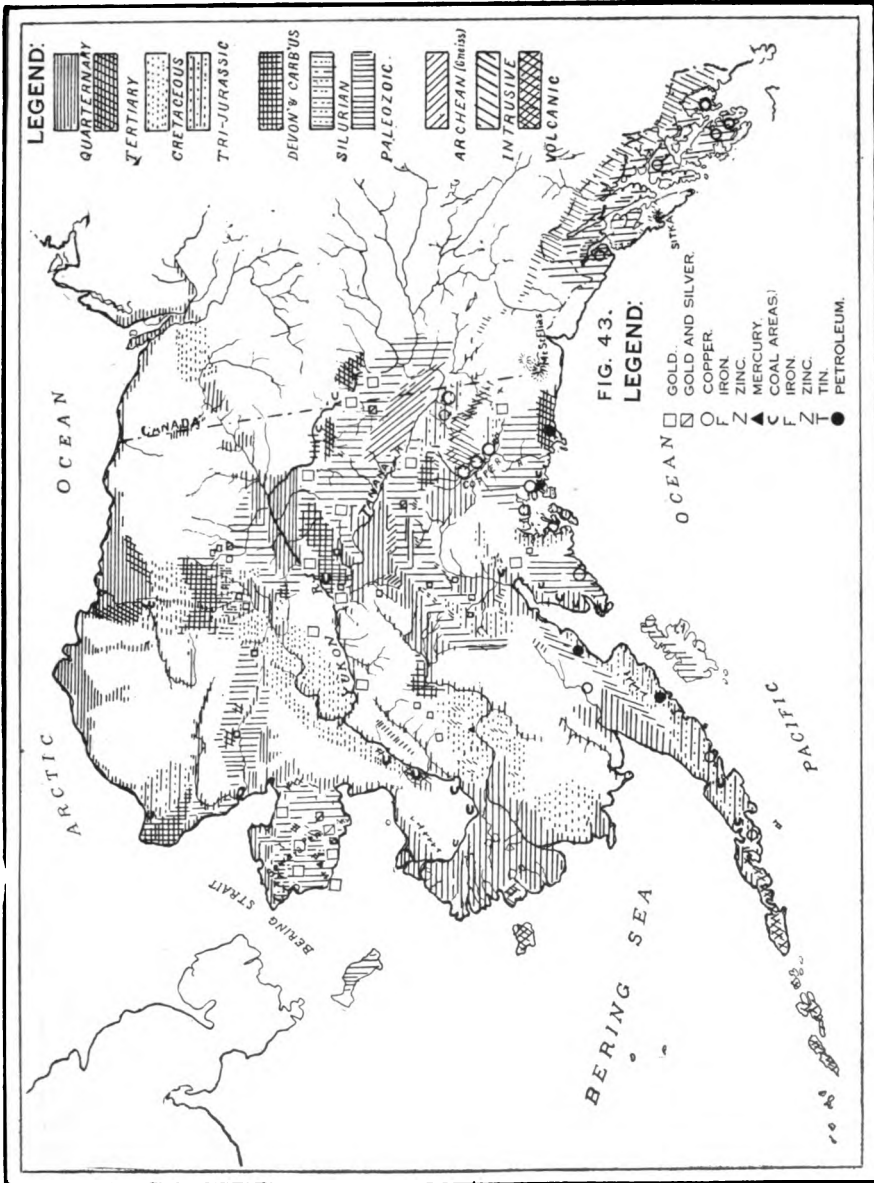 LEGEND:
QUARTERNARY
TERTIARY
CRETACEOUS
TRI-JURASSIC
DEVON'& CARB'US
SILURIAN
PALEOZOIC.
ARCHEAN (Gneiss)
INTRUSIVE
VOLCANIC
ARCTIC
OCEAN
CANADA
BERING
STRAIT
YUKON R.
TANANA R.
COPPER R.
Mt St Elias
SITKA
BERING SEA
PACIFIC
OCEAN
FIG. 43.
LEGEND:
GOLD.
GOLD AND SILVER.
COPPER.
F IRON.
Z ZINC.
MERCURY.
C COAL AREAS.)
F IRON.
Z ZINC.
T TIN.
PETROLEUM.